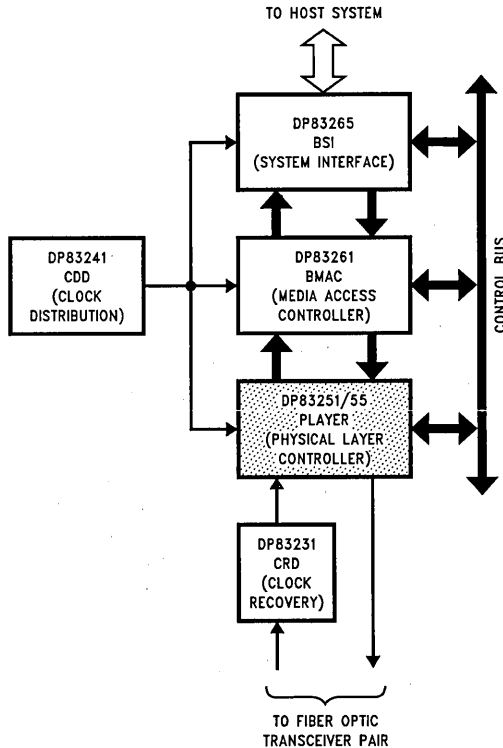 TO HOST SYSTEM
DP83265
BSI
(SYSTEM INTERFACE)
DP83241
CDD
(CLOCK
DISTRIBUTION)
DP83261
BMAC
(MEDIA ACCESS
CONTROLLER)
CONTROL BUS
DP83251/55
PLAYER
(PHYSICAL LAYER
CONTROLLER)
DP83231
CRD
(CLOCK
RECOVERY)
TO FIBER OPTIC
TRANSCEIVER PAIR